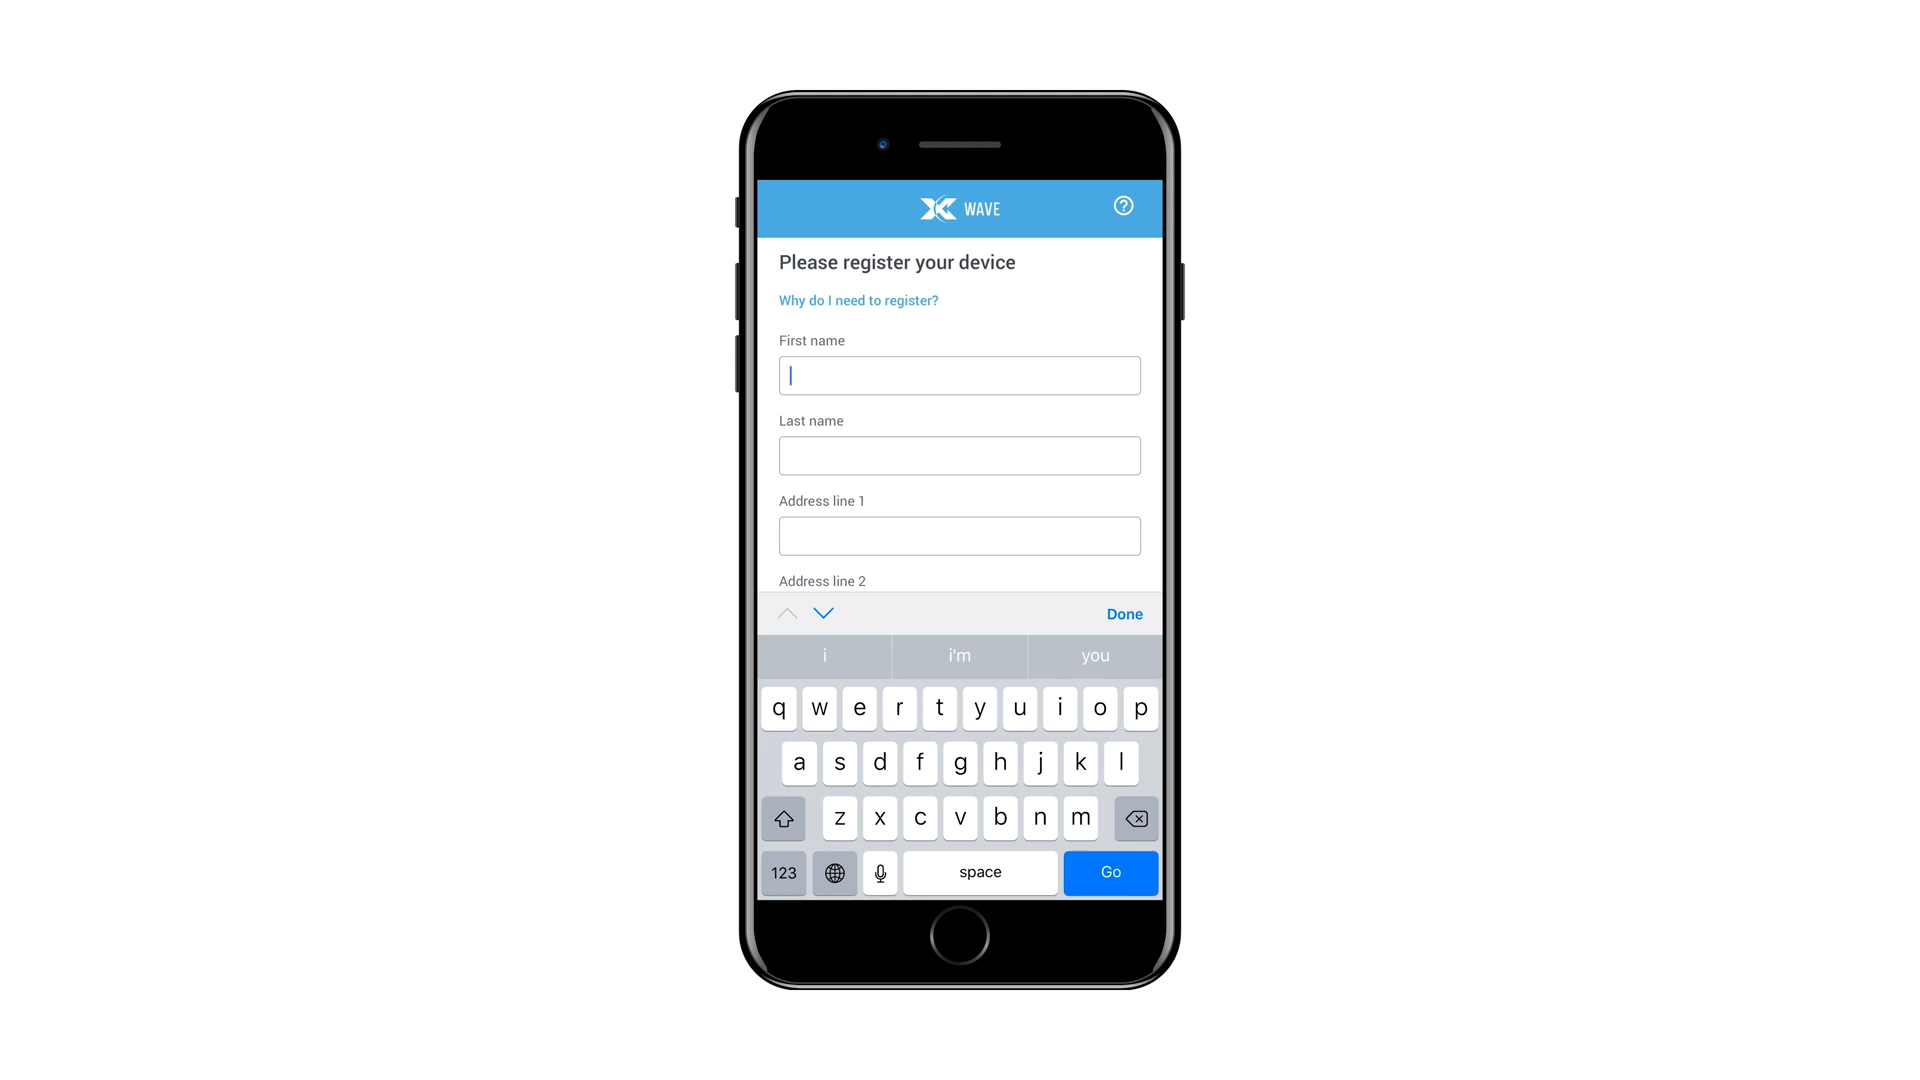 WAVE
Please register your device
Why do I need to register?
First name
Last name
Address line 1
Address line 2
Done
i i'm you
q w e r t y u i o p
a s d f g h j k l
z x c v b n m
123 space Go